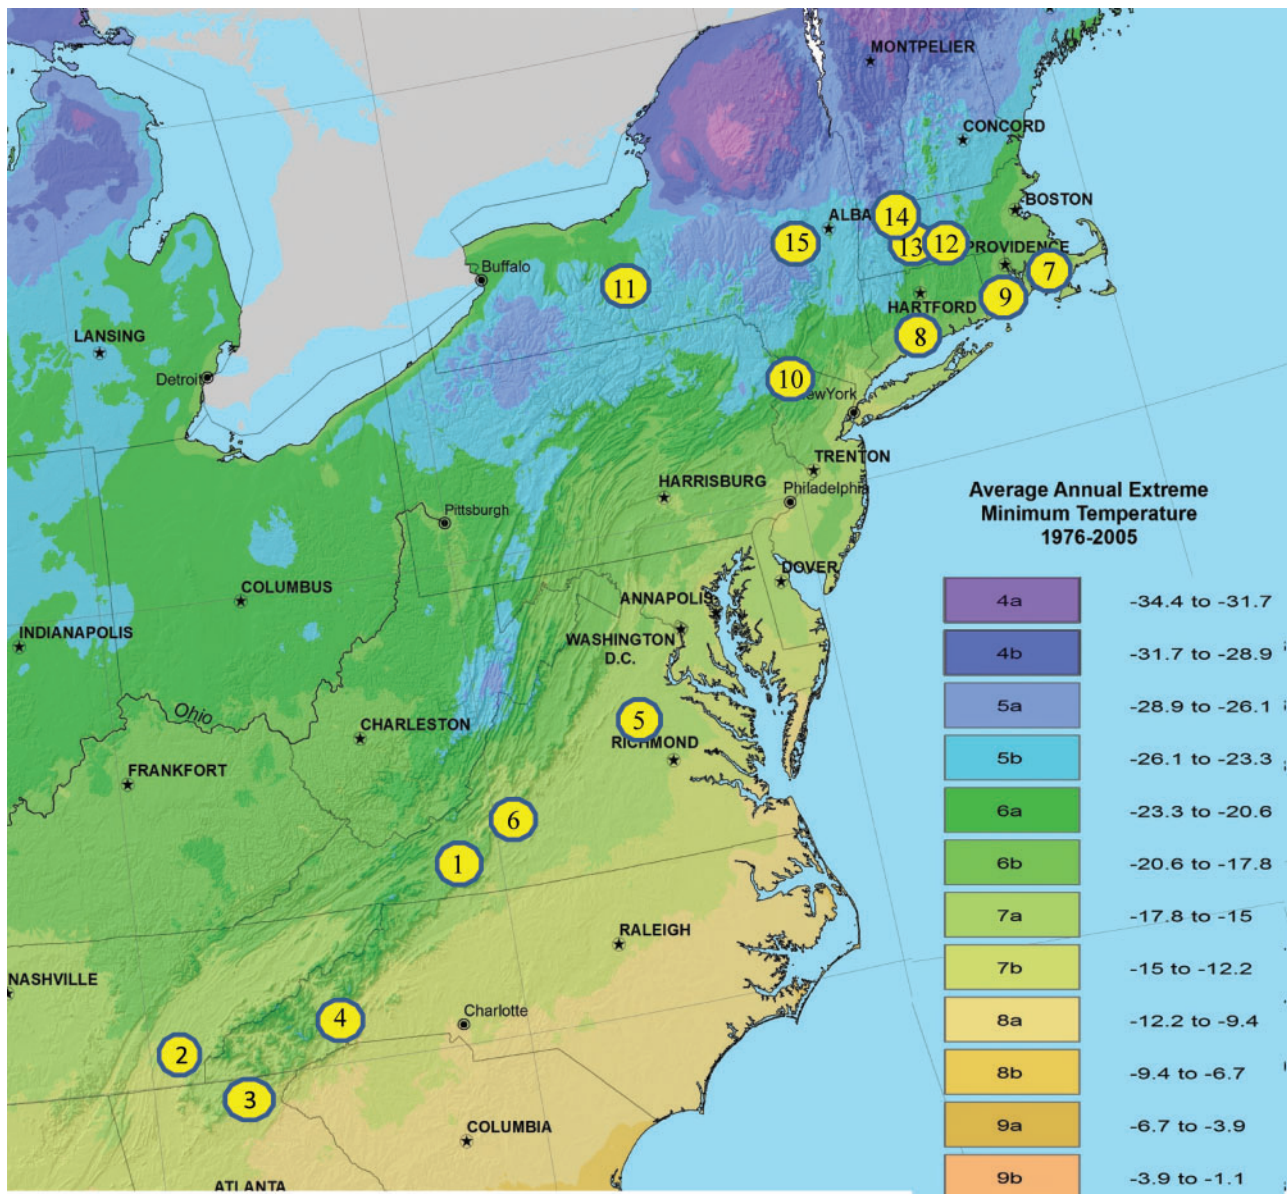 MONTPELIER
CONCORD
BOSTON
ALBA
14
15
13
12
PROVIDENCE
7
Buffalo
11
9
HARTFORD
8
LANSING
Detroit
10
ewYork
TRENTON
HARRISBURG
Philadelphia
Pittsburgh
DOVER
COLUMBUS
ANNAPOLIS
INDIANAPOLIS
WASHINGTON
D.C.
Ohio
CHARLESTON
5
RICHMOND
FRANKFORT
6
1
RALEIGH
NASHVILLE
4
Charlotte
2
3
COLUMBIA
ATLANTA
Average Annual Extreme
Minimum Temperature
1976-2005
4a -34.4 to -31.7
4b -31.7 to -28.9
5a -28.9 to -26.1
5b -26.1 to -23.3
6a -23.3 to -20.6
6b -20.6 to -17.8
7a -17.8 to -15
7b -15 to -12.2
8a -12.2 to -9.4
8b -9.4 to -6.7
9a -6.7 to -3.9
9b -3.9 to -1.1